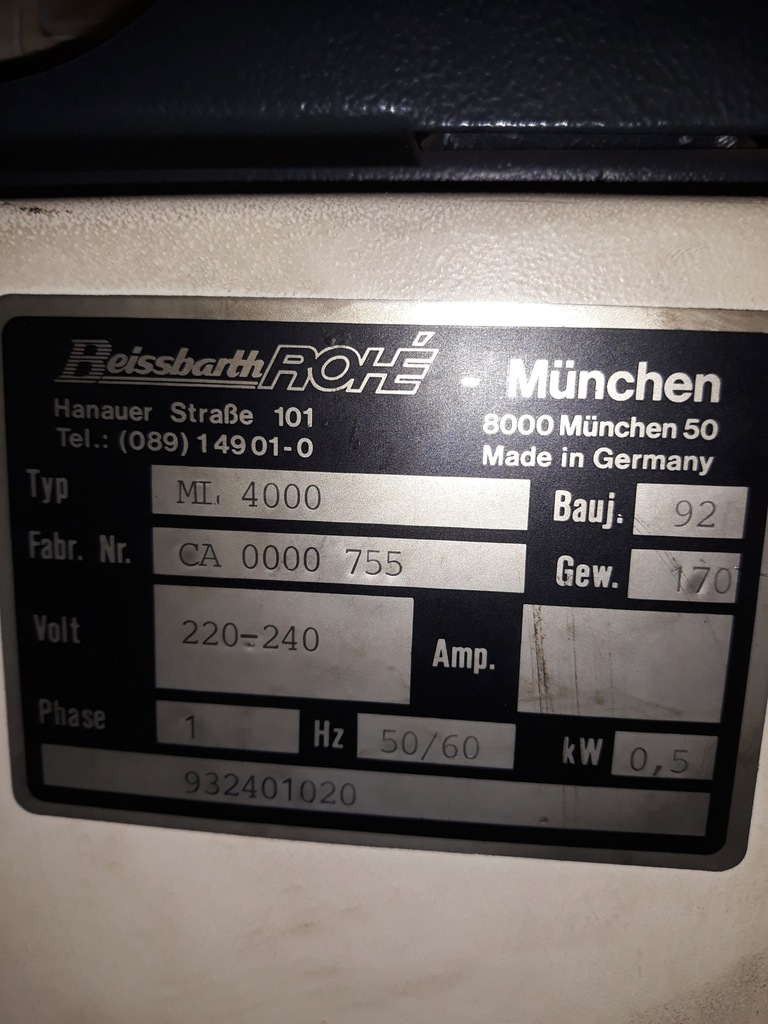 Beissbarth ROHÉ - München
Hanauer Straße 101 8000 München 50
Tel.: (089) 149 01-0 Made in Germany
Typ ML 4000 Bauj. 92
Fabr. Nr. CA 0000 755 Gew. 170
Volt 220-240 Amp.
Phase 1 Hz 50/60 kW 0,5
932401020